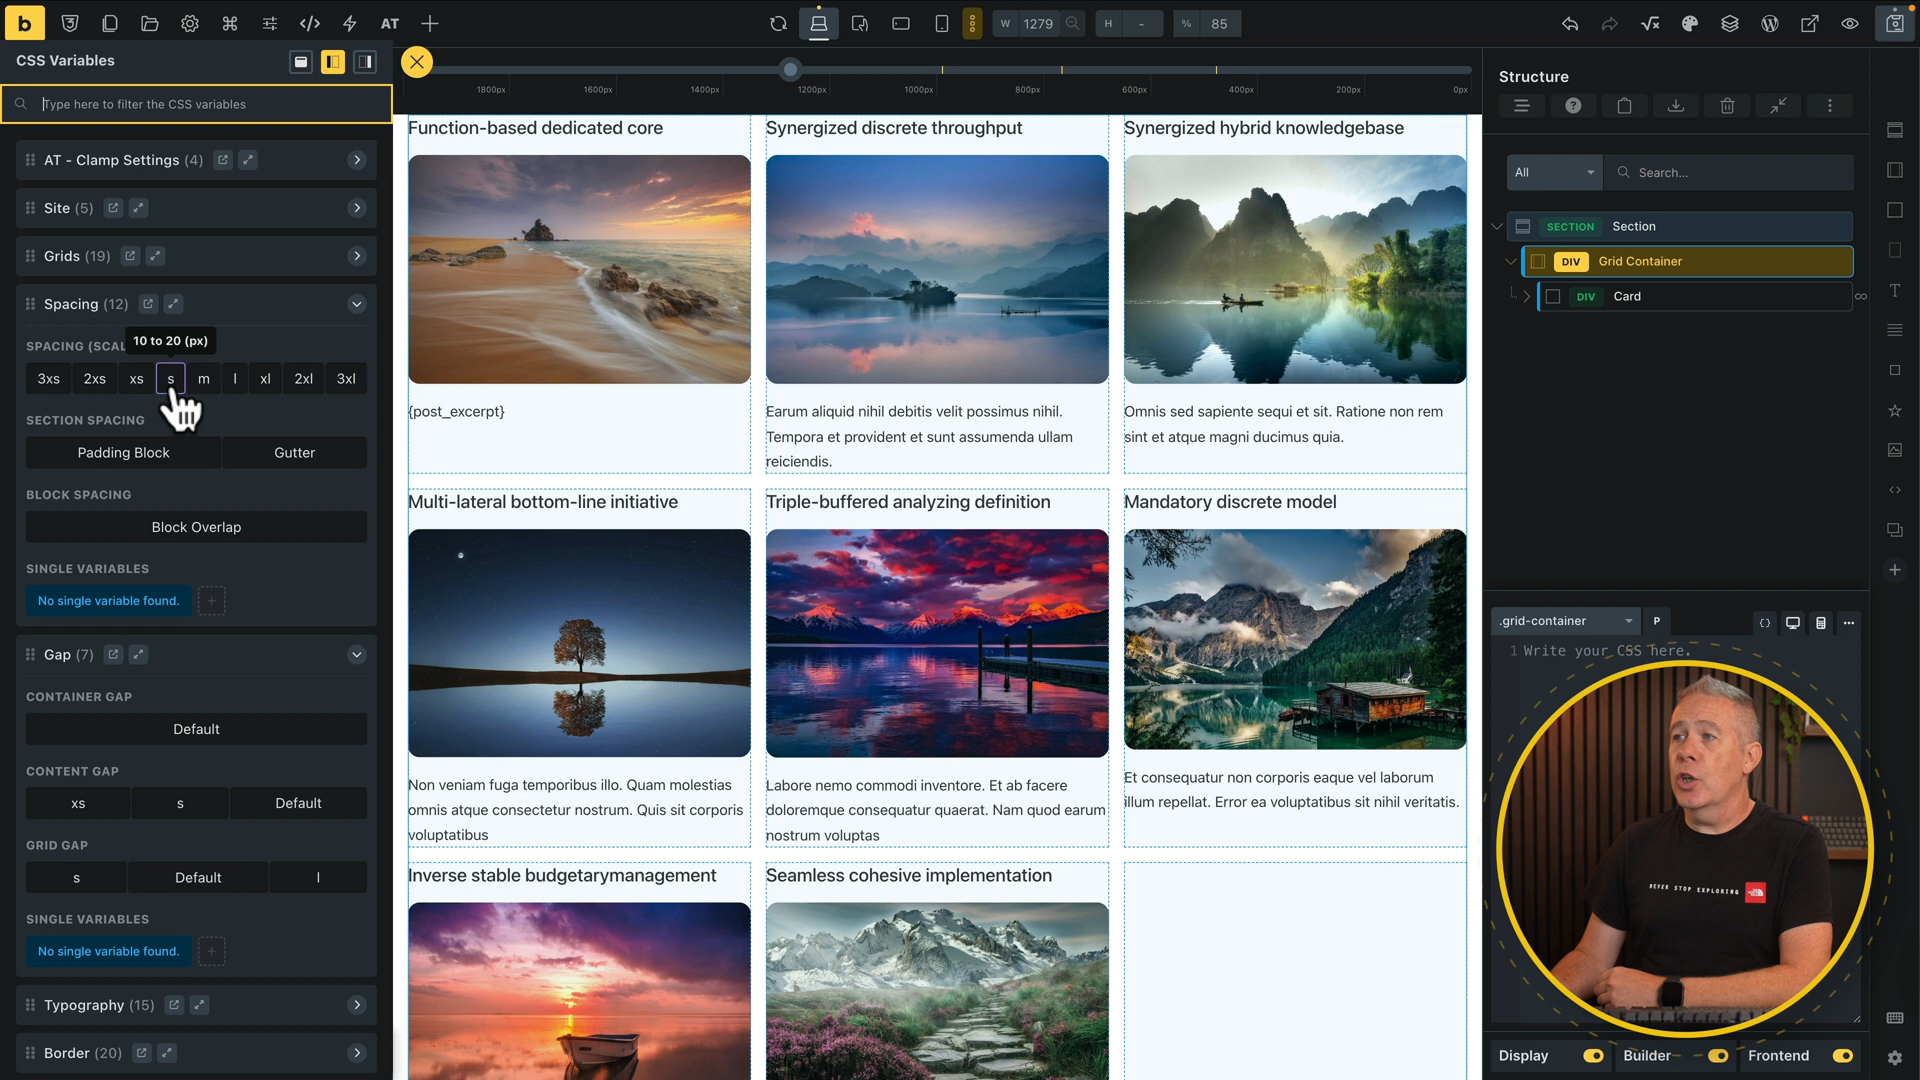 b
AT
W 1279
H -
% 85
CSS Variables
Type here to filter the CSS variables
AT - Clamp Settings (4)
Site (5)
Grids (19)
Spacing (12)
10 to 20 (px)
SPACING (SCAL
3xs 2xs xs s m l xl 2xl 3xl
SECTION SPACING
Padding Block Gutter
BLOCK SPACING
Block Overlap
SINGLE VARIABLES
No single variable found. +
Gap (7)
CONTAINER GAP
Default
CONTENT GAP
xs s Default
GRID GAP
s Default l
SINGLE VARIABLES
No single variable found. +
Typography (15)
Border (20)
1800px 1600px 1400px 1200px 1000px 800px 600px 400px 200px 0px
Function-based dedicated core
{post_excerpt}
Synergized discrete throughput
Earum aliquid nihil debitis velit possimus nihil.
Tempora et provident et sunt assumenda ullam
reiciendis.
Synergized hybrid knowledgebase
Omnis sed sapiente sequi et sit. Ratione non rem
sint et atque magni ducimus quia.
Multi-lateral bottom-line initiative
Non veniam fuga temporibus illo. Quam molestias
omnis atque consectetur nostrum. Quis sit corporis
voluptatibus
Triple-buffered analyzing definition
Labore nemo commodi inventore. Et ab facere
doloremque consequatur quaerat. Nam quod earum
nostrum voluptas
Mandatory discrete model
Et consequatur non corporis eaque vel laborum
illum repellat. Error ea voluptatibus sit nihil veritatis.
Inverse stable budgetarymanagement
Seamless cohesive implementation
Structure
All
Search...
SECTION Section
DIV Grid Container
DIV Card
.grid-container P
1 Write your CSS here.
NEVER STOP EXPLORING
Display Builder Frontend